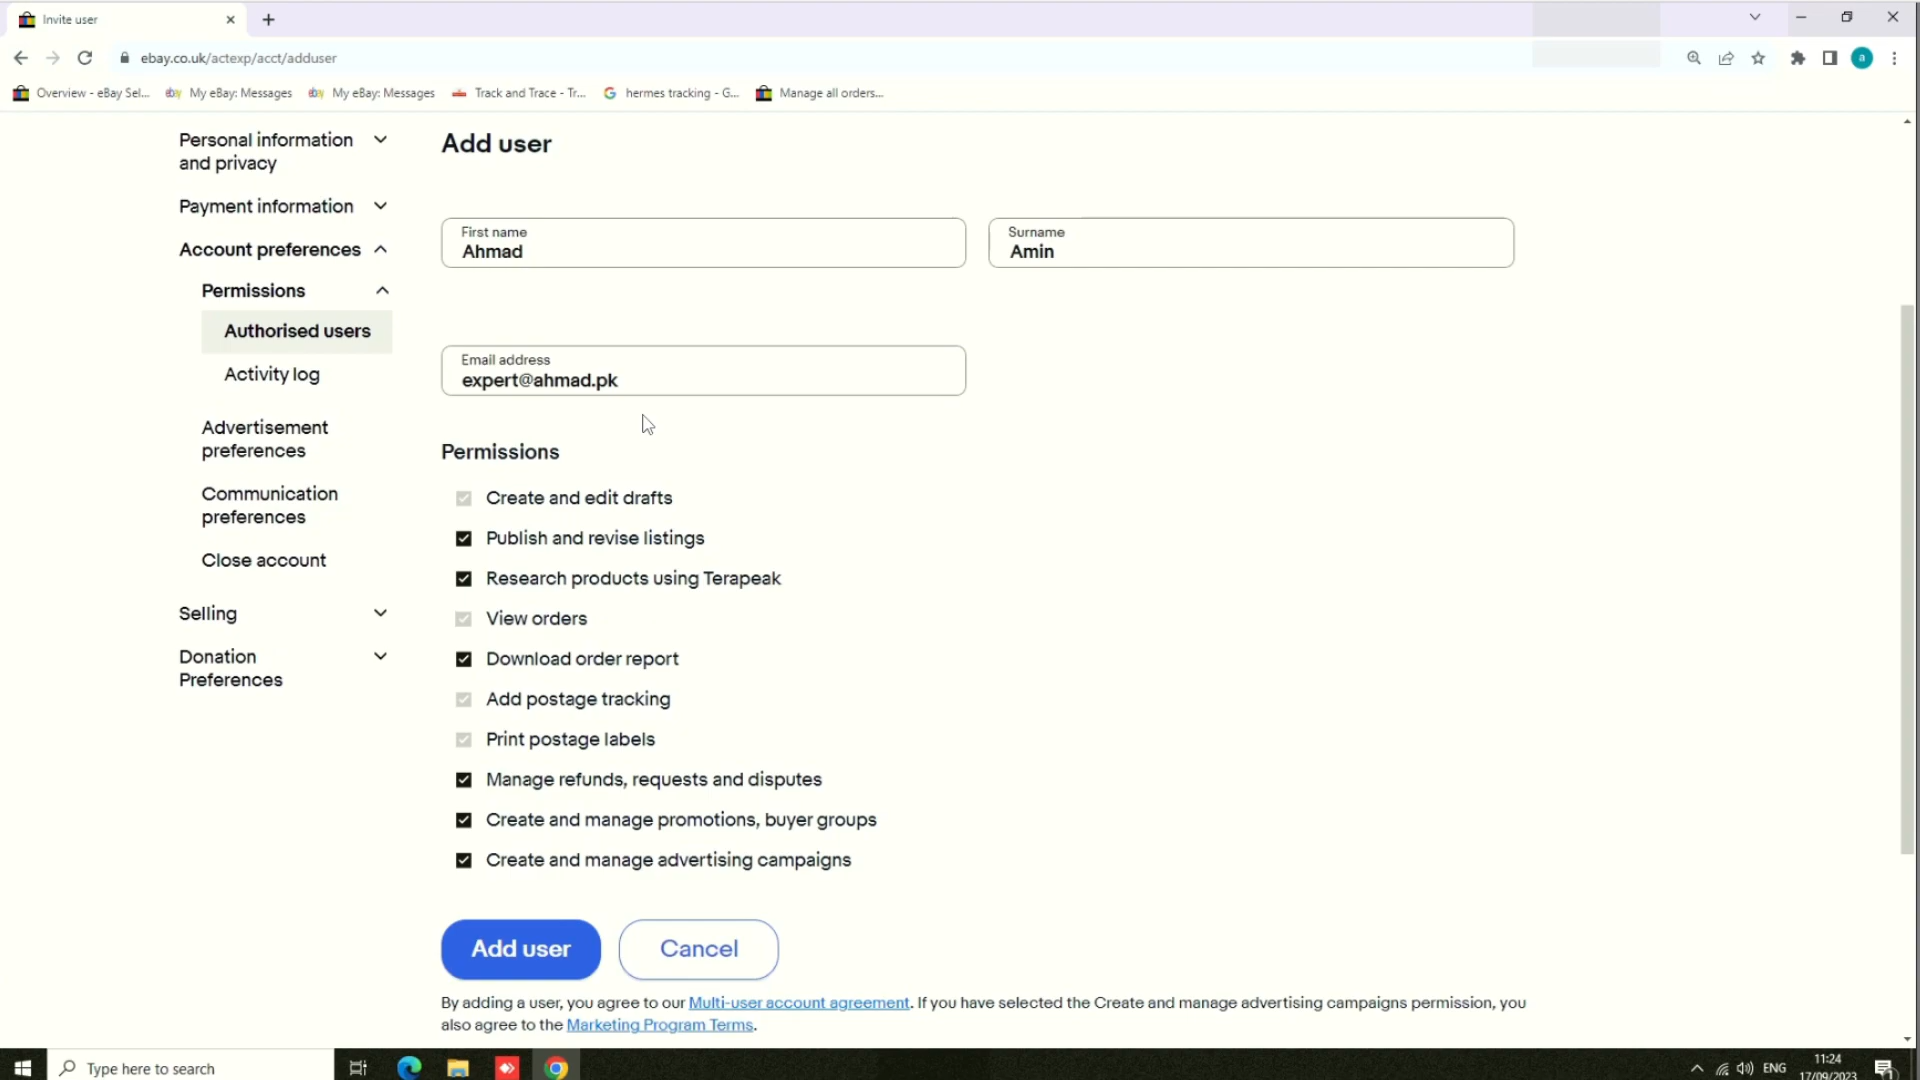 Invite user
ebay.co.uk/actexp/acct/adduser
Overview - eBay Sel...
ebay My eBay: Messages
ebay My eBay: Messages
Track and Trace - Tr...
G hermes tracking - G...
Manage all orders...
a
Personal information
and privacy
Payment information
Account preferences
Permissions
Authorised users
Activity log
Advertisement
preferences
Communication
preferences
Close account
Selling
Donation
Preferences
Add user
First name
Ahmad
Surname
Amin
Email address
expert@ahmad.pk
Permissions
Create and edit drafts
Publish and revise listings
Research products using Terapeak
View orders
Download order report
Add postage tracking
Print postage labels
Manage refunds, requests and disputes
Create and manage promotions, buyer groups
Create and manage advertising campaigns
Add user
Cancel
By adding a user, you agree to our Multi-user account agreement. If you have selected the Create and manage advertising campaigns permission, you
also agree to the Marketing Program Terms.
Type here to search
ENG
11:24
17/09/2023
1